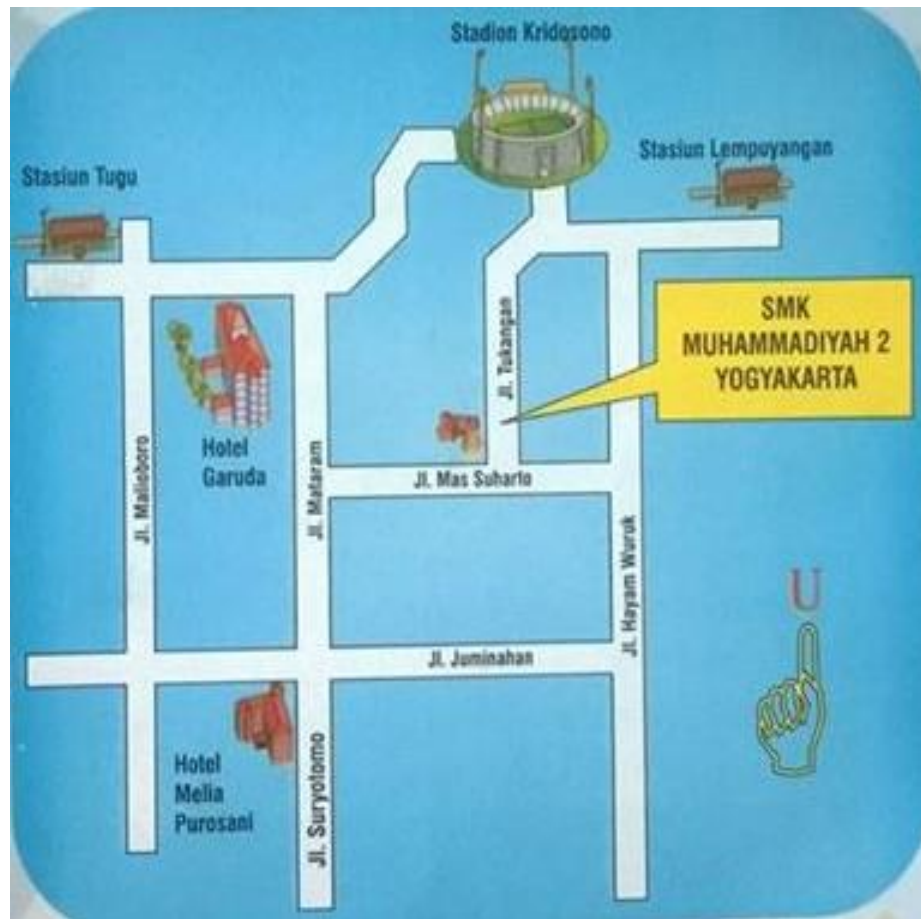 Stadion Kridosono
Stasiun Lempuyangan
Stasiun Tugu
SMK
MUHAMMADIYAH 2
YOGYAKARTA
Jl. Tukangan
Hotel
Garuda
Jl. Malioboro
Jl. Mataram
Jl. Mas Suharto
Jl. Hayam Wuruk
U
Jl. Juminahan
Hotel
Melia
Purosani
Jl. Suryotomo